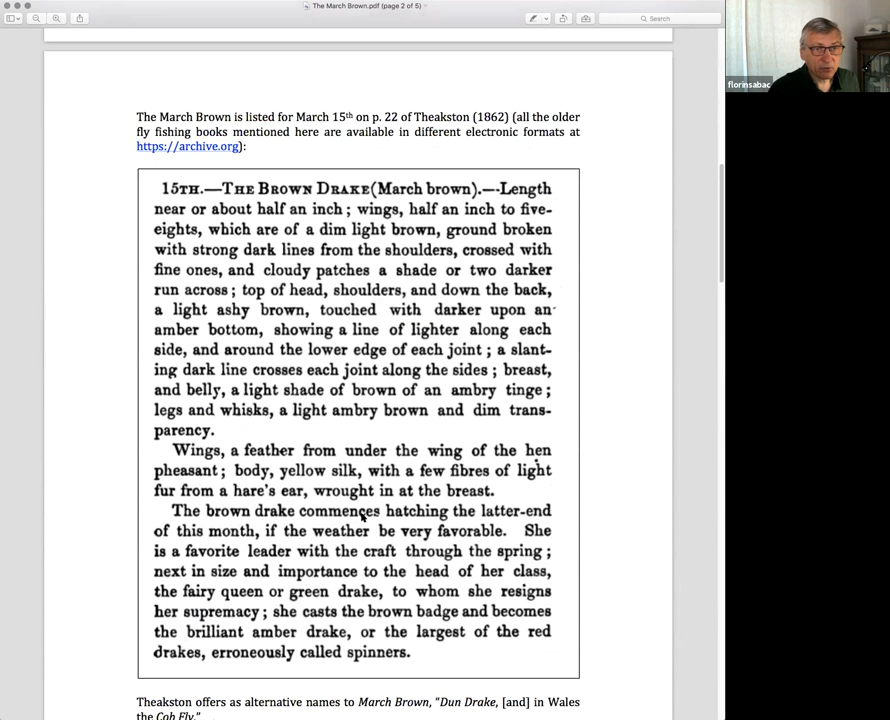 The March Brown.pdf (page 2 of 5)
Search
florinsabac
The March Brown is listed for March 15th on p. 22 of Theakston (1862) (all the older
fly fishing books mentioned here are available in different electronic formats at
https://archive.org):
15TH.—THE BROWN DRAKE(March brown).—Length
near or about half an inch ; wings, half an inch to five-
eights, which are of a dim light brown, ground broken
with strong dark lines from the shoulders, crossed with
fine ones, and cloudy patches a shade or two darker
run across ; top of head, shoulders, and down the back,
a light ashy brown, touched with darker upon an
amber bottom, showing a line of lighter along each
side, and around the lower edge of each joint ; a slant-
ing dark line crosses each joint along the sides ; breast,
and belly, a light shade of brown of an ambry tinge ;
legs and whisks, a light ambry brown and dim trans-
parency.
Wings, a feather from under the wing of the hen
pheasant ; body, yellow silk, with a few fibres of light
fur from a hare's ear, wrought in at the breast.
The brown drake commences hatching the latter-end
of this month, if the weather be very favorable. She
is a favorite leader with the craft through the spring ;
next in size and importance to the head of her class,
the fairy queen or green drake, to whom she resigns
her supremacy ; she casts the brown badge and becomes
the brilliant amber drake, or the largest of the red
drakes, erroneously called spinners.
Theakston offers as alternative names to March Brown, “Dun Drake, [and] in Wales
the Cob Fly.”